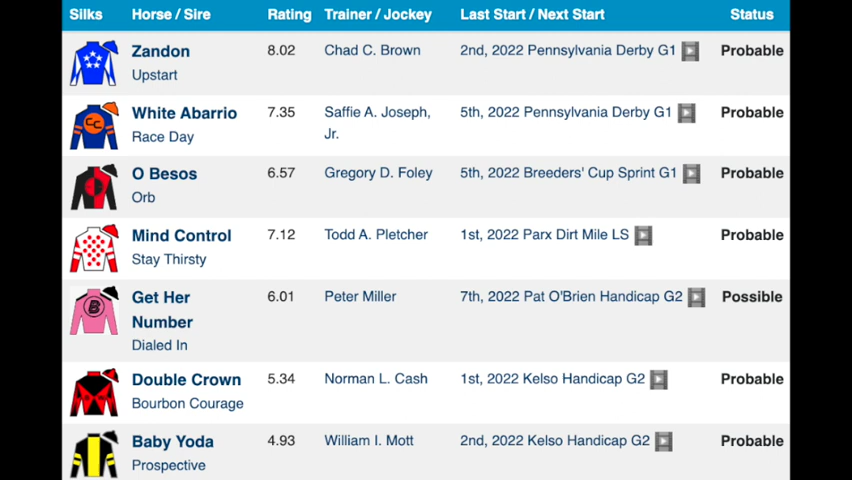 Silks Horse / Sire Rating Trainer / Jockey Last Start / Next Start Status
Zandon 8.02 Chad C. Brown 2nd, 2022 Pennsylvania Derby G1 Probable
Upstart
White Abarrio 7.35 Saffie A. Joseph, 5th, 2022 Pennsylvania Derby G1 Probable
Race Day Jr.
CC
O Besos 6.57 Gregory D. Foley 5th, 2022 Breeders' Cup Sprint G1 Probable
Orb
Mind Control 7.12 Todd A. Pletcher 1st, 2022 Parx Dirt Mile LS Probable
Stay Thirsty
Get Her 6.01 Peter Miller 7th, 2022 Pat O'Brien Handicap G2 Possible
B
Number
Dialed In
Double Crown 5.34 Norman L. Cash 1st, 2022 Kelso Handicap G2 Probable
Bourbon Courage
Baby Yoda 4.93 William I. Mott 2nd, 2022 Kelso Handicap G2 Probable
Prospective